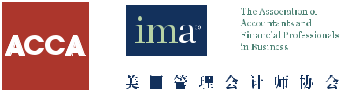 ACCA
ima®
The Association of
Accountants and
Financial Professionals
in Business
美国管理会计师协会